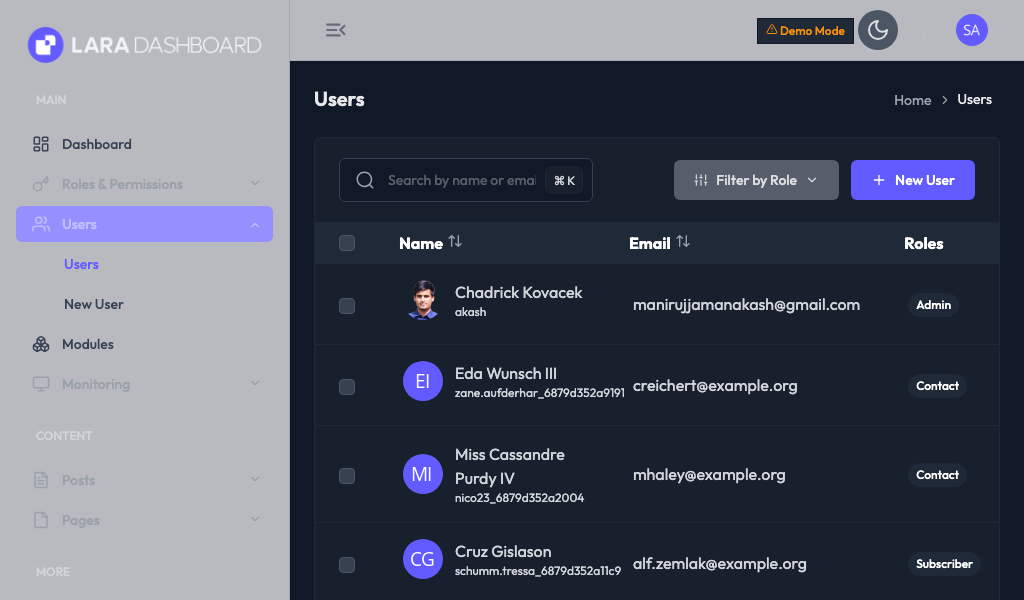 LARA DASHBOARD
MAIN
Dashboard
Roles & Permissions
Users
Users
New User
Modules
Monitoring
CONTENT
Posts
Pages
MORE
Demo Mode
SA
Users
Home > Users
Search by name or emai
⌘ K
Filter by Role
+ New User
Name
Email
Roles
Chadrick Kovacek
akash
manirujjamanakash@gmail.com
Admin
EI
Eda Wunsch III
zane.aufderhar_6879d352a9191
creichert@example.org
Contact
MI
Miss Cassandre
Purdy IV
nico23_6879d352a2004
mhaley@example.org
Contact
CG
Cruz Gislason
schumm.tressa_6879d352a11c9
alf.zemlak@example.org
Subscriber